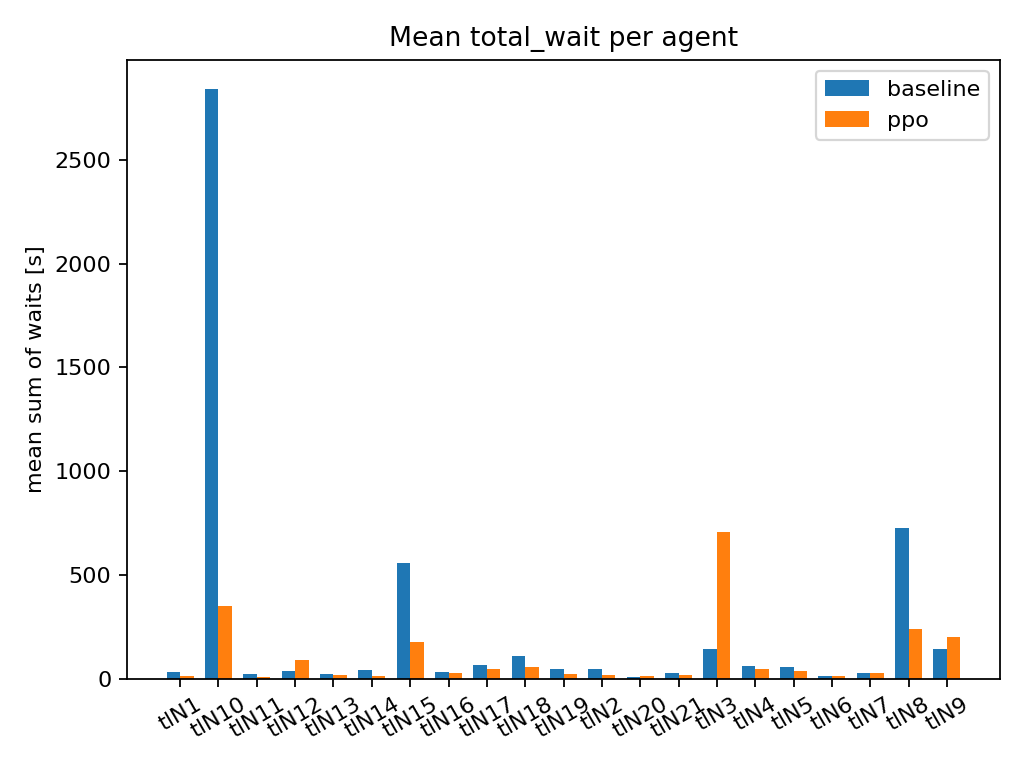 Mean total_wait per agent
baseline
ppo
mean sum of waits [s]
2500
2000
1500
1000
500
0
tlN1 tlN10 tlN11 tlN12 tlN13 tlN14 tlN15 tlN16 tlN17 tlN18 tlN19 tlN2 tlN20 tlN21 tlN3 tlN4 tlN5 tlN6 tlN7 tlN8 tlN9